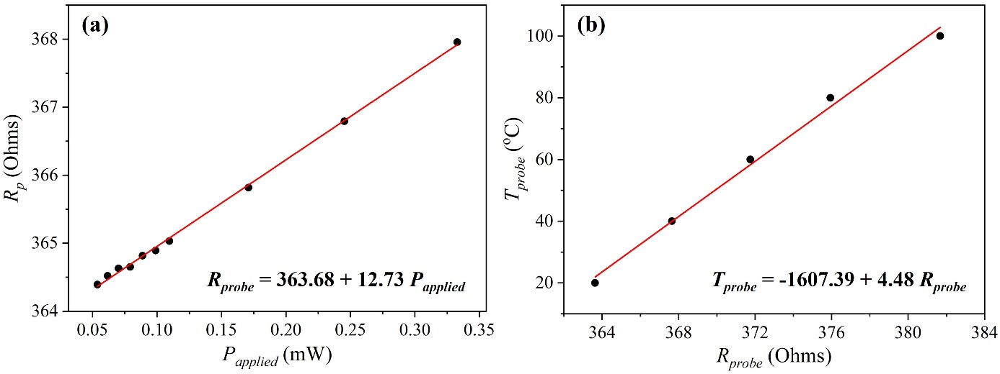 (a)
368
367
366
365
364
R_p (Ohms)
R_probe = 363.68 + 12.73 P_applied
0.05 0.10 0.15 0.20 0.25 0.30 0.35
P_applied (mW)
(b)
100
80
60
40
20
T_probe (°C)
T_probe = -1607.39 + 4.48 R_probe
364 368 372 376 380 384
R_probe (Ohms)